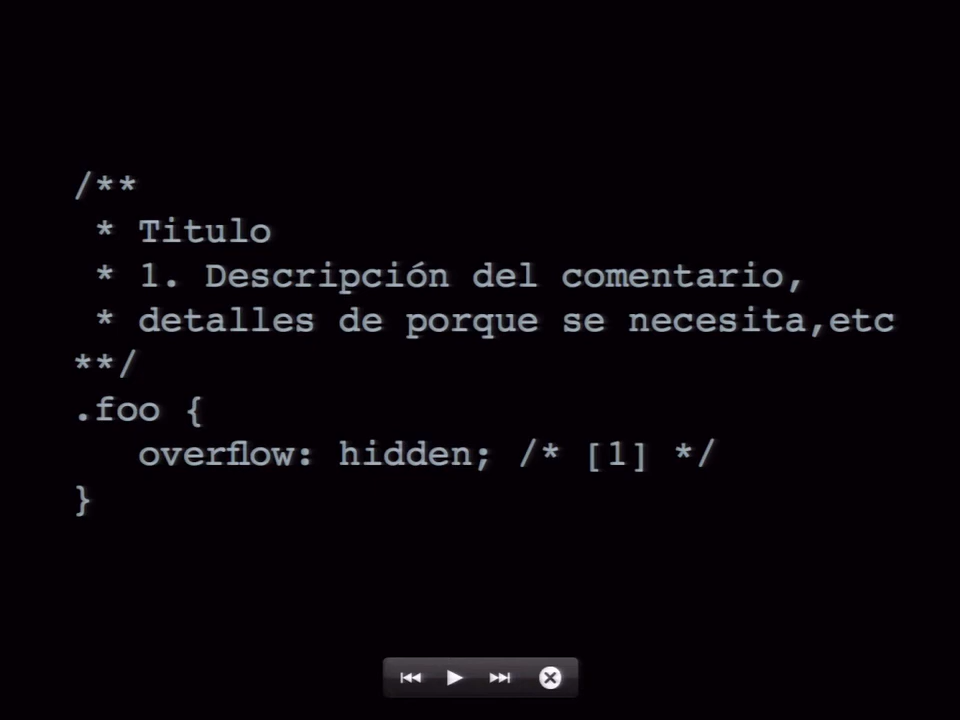 /**
 * Titulo
 * 1. Descripción del comentario,
 * detalles de porque se necesita,etc
**/
.foo {
   overflow: hidden; /* [1] */
}